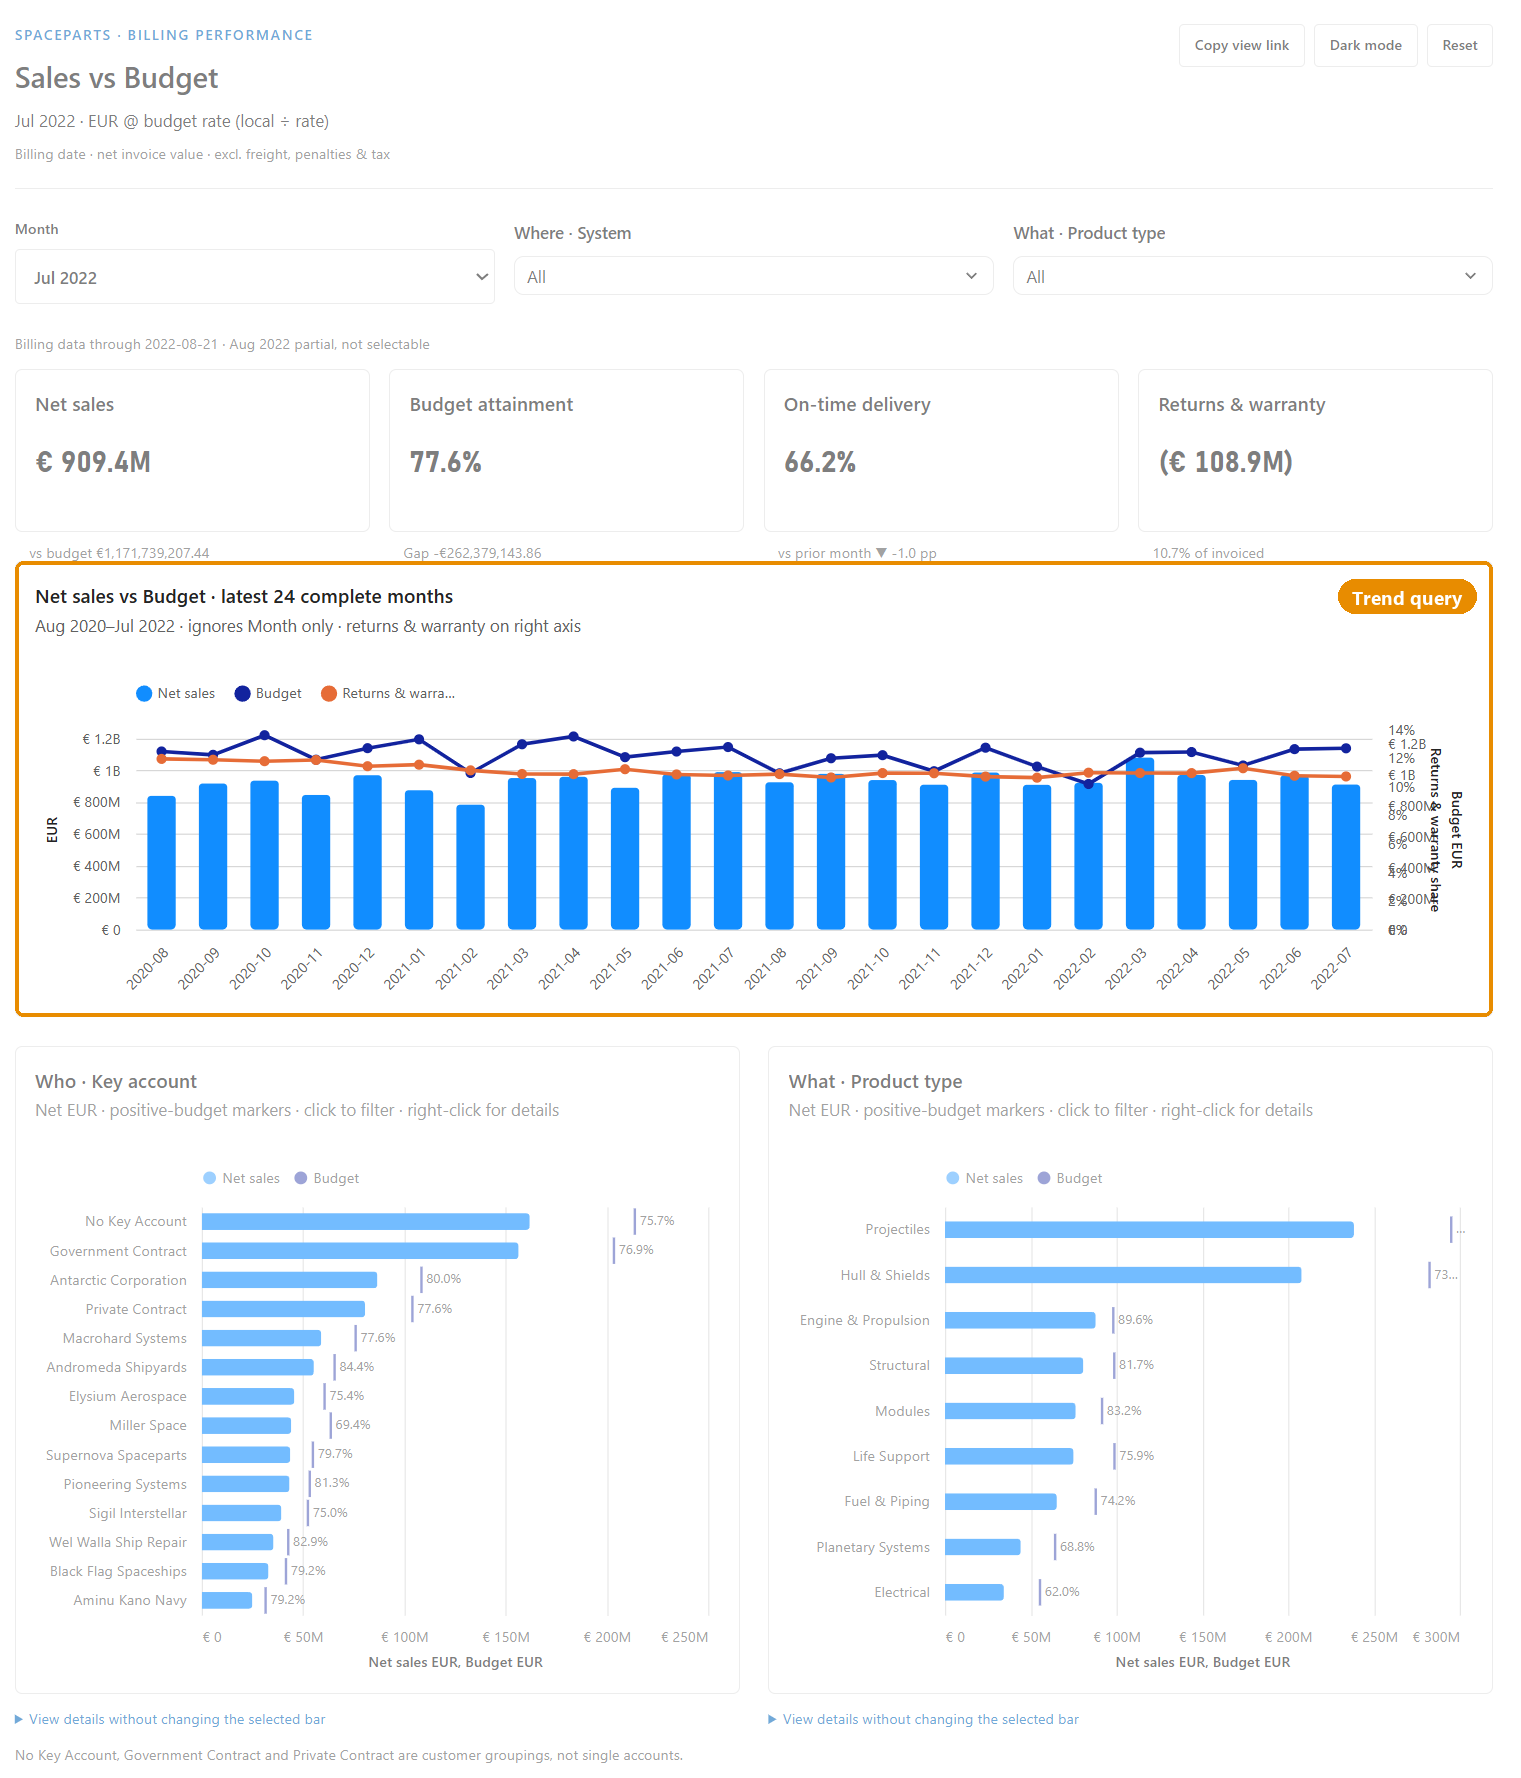 SPACEPARTS · BILLING PERFORMANCE
Copy view link
Dark mode
Reset
Sales vs Budget
Jul 2022 · EUR @ budget rate (local ÷ rate)
Billing date · net invoice value · excl. freight, penalties & tax
Month
Where · System
What · Product type
Jul 2022
All
All
Billing data through 2022-08-21 · Aug 2022 partial, not selectable
Net sales
Budget attainment
On-time delivery
Returns & warranty
€ 909.4M
77.6%
66.2%
(€ 108.9M)
vs budget €1,171,739,207.44
Gap -€262,379,143.86
vs prior month ▼ -1.0 pp
10.7% of invoiced
Net sales vs Budget · latest 24 complete months
Trend query
Aug 2020–Jul 2022 · ignores Month only · returns & warranty on right axis
Net sales
Budget
Returns & warra...
€ 1.2B
€ 1B
€ 800M
€ 600M
€ 400M
€ 200M
€ 0
EUR
14%
€ 1.2B
12%
€ 1B
10%
€ 800M
8%
€ 600M
6%
€ 400M
4%
€ 200M
2%
€ 0
0%
Returns & warranty share
Budget EUR
2020-08
2020-09
2020-10
2020-11
2020-12
2021-01
2021-02
2021-03
2021-04
2021-05
2021-06
2021-07
2021-08
2021-09
2021-10
2021-11
2021-12
2022-01
2022-02
2022-03
2022-04
2022-05
2022-06
2022-07
Who · Key account
Net EUR · positive-budget markers · click to filter · right-click for details
Net sales
Budget
No Key Account
75.7%
Government Contract
76.9%
Antarctic Corporation
80.0%
Private Contract
77.6%
Macrohard Systems
77.6%
Andromeda Shipyards
84.4%
Elysium Aerospace
75.4%
Miller Space
69.4%
Supernova Spaceparts
79.7%
Pioneering Systems
81.3%
Sigil Interstellar
75.0%
Wel Walla Ship Repair
82.9%
Black Flag Spaceships
79.2%
Aminu Kano Navy
79.2%
€ 0
€ 50M
€ 100M
€ 150M
€ 200M
€ 250M
Net sales EUR, Budget EUR
What · Product type
Net EUR · positive-budget markers · click to filter · right-click for details
Net sales
Budget
Projectiles
...
Hull & Shields
73...
Engine & Propulsion
89.6%
Structural
81.7%
Modules
83.2%
Life Support
75.9%
Fuel & Piping
74.2%
Planetary Systems
68.8%
Electrical
62.0%
€ 0
€ 50M
€ 100M
€ 150M
€ 200M
€ 250M
€ 300M
Net sales EUR, Budget EUR
▶ View details without changing the selected bar
▶ View details without changing the selected bar
No Key Account, Government Contract and Private Contract are customer groupings, not single accounts.